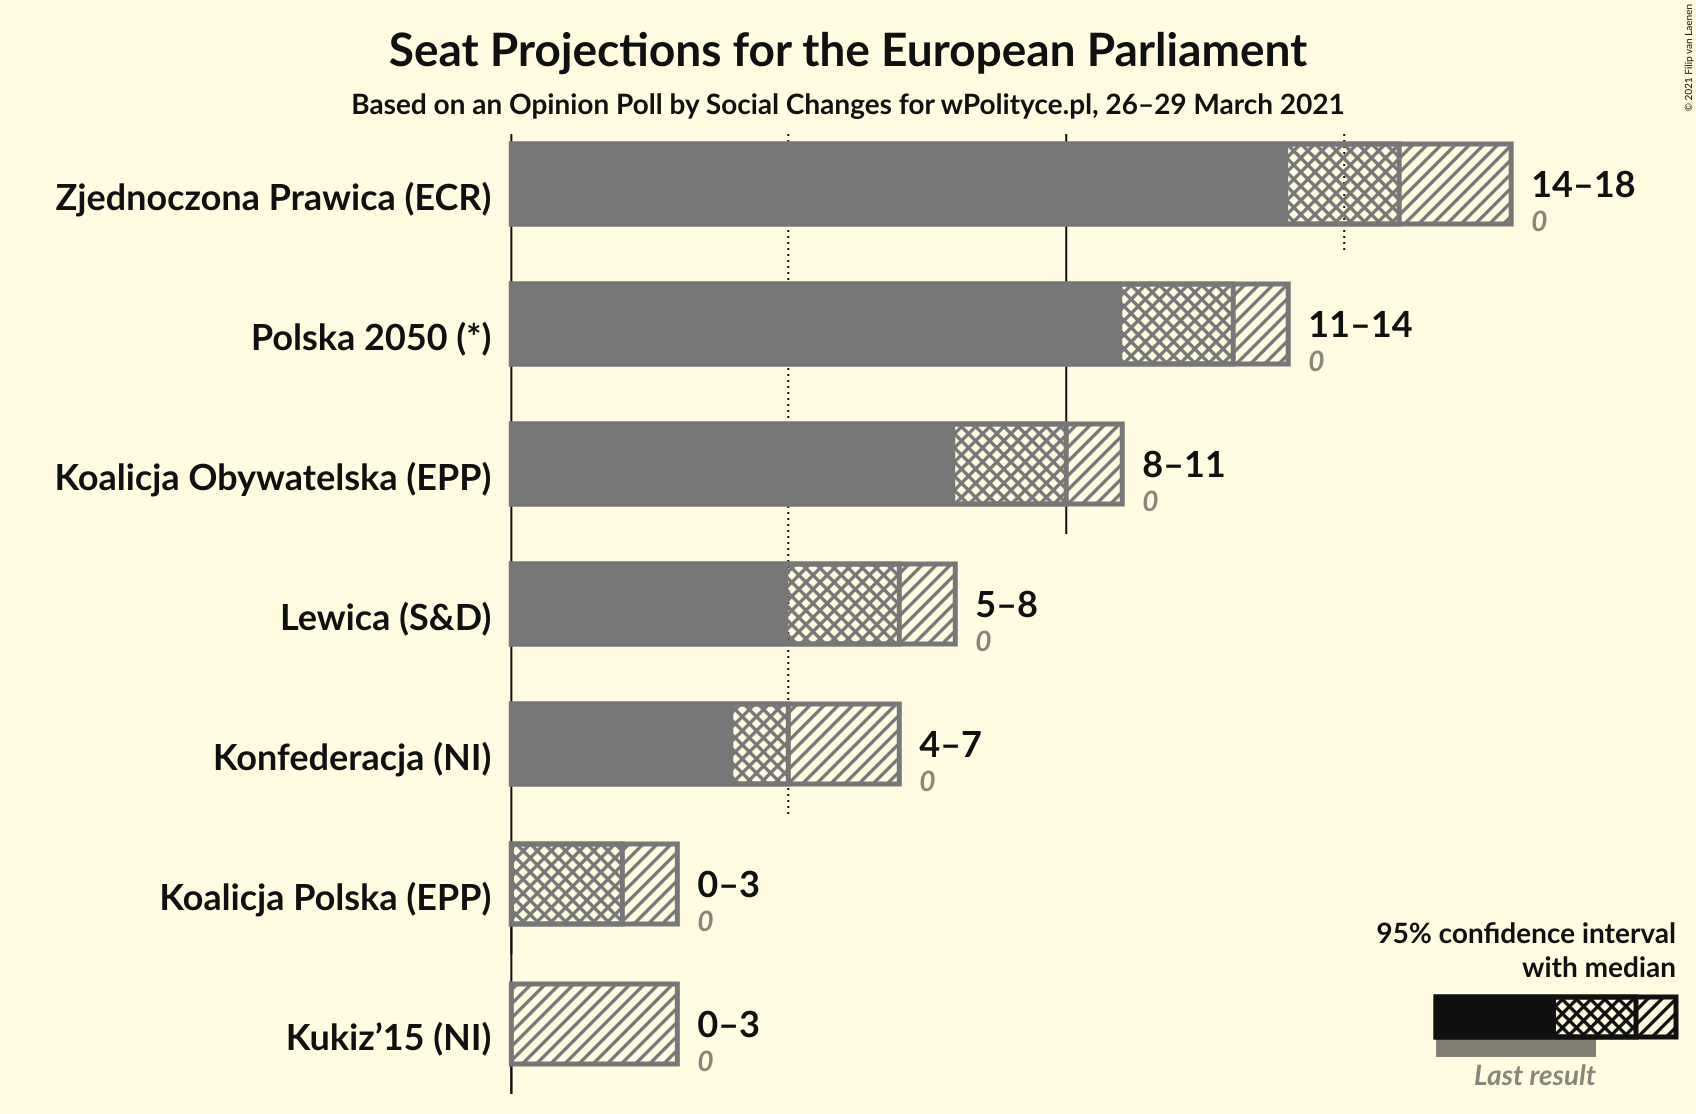 Seat Projections for the European Parliament
Based on an Opinion Poll by Social Changes for wPolityce.pl, 26–29 March 2021
© 2021 Filip van Laenen
Zjednoczona Prawica (ECR)
14–18
0
Polska 2050 (*)
11–14
0
Koalicja Obywatelska (EPP)
8–11
0
Lewica (S&D)
5–8
0
Konfederacja (NI)
4–7
0
Koalicja Polska (EPP)
0–3
0
Kukiz’15 (NI)
0–3
0
95% confidence interval
with median
Last result